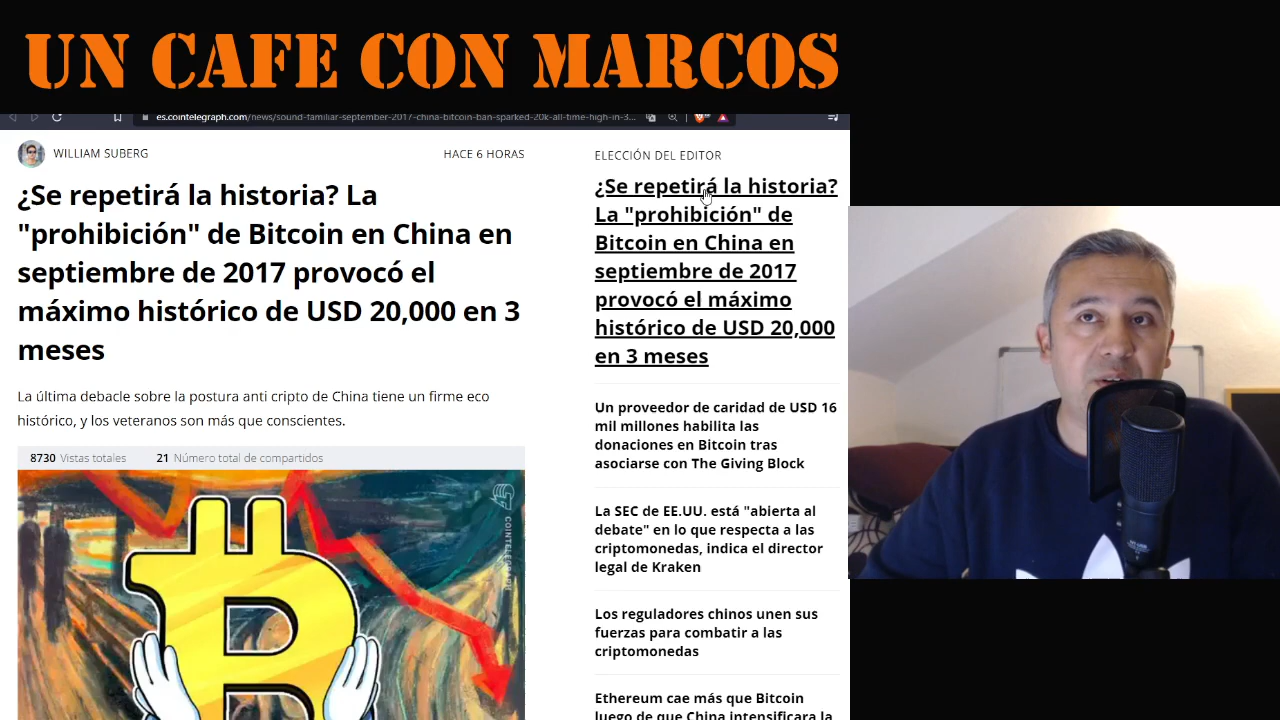 UN CAFE CON MARCOS
es.cointelegraph.com/news/sound-familiar-september-2017-china-bitcoin-ban-sparked-20k-all-time-high-in-3...
WILLIAM SUBERG
HACE 6 HORAS
¿Se repetirá la historia? La
"prohibición" de Bitcoin en China en
septiembre de 2017 provocó el
máximo histórico de USD 20,000 en 3
meses
La última debacle sobre la postura anti cripto de China tiene un firme eco
histórico, y los veteranos son más que conscientes.
8730 Vistas totales
21 Número total de compartidos
COINTELEGRAPH
ELECCIÓN DEL EDITOR
¿Se repetirá la historia?
La "prohibición" de
Bitcoin en China en
septiembre de 2017
provocó el máximo
histórico de USD 20,000
en 3 meses
Un proveedor de caridad de USD 16
mil millones habilita las
donaciones en Bitcoin tras
asociarse con The Giving Block
La SEC de EE.UU. está "abierta al
debate" en lo que respecta a las
criptomonedas, indica el director
legal de Kraken
Los reguladores chinos unen sus
fuerzas para combatir a las
criptomonedas
Ethereum cae más que Bitcoin
luego de que China intensificara la